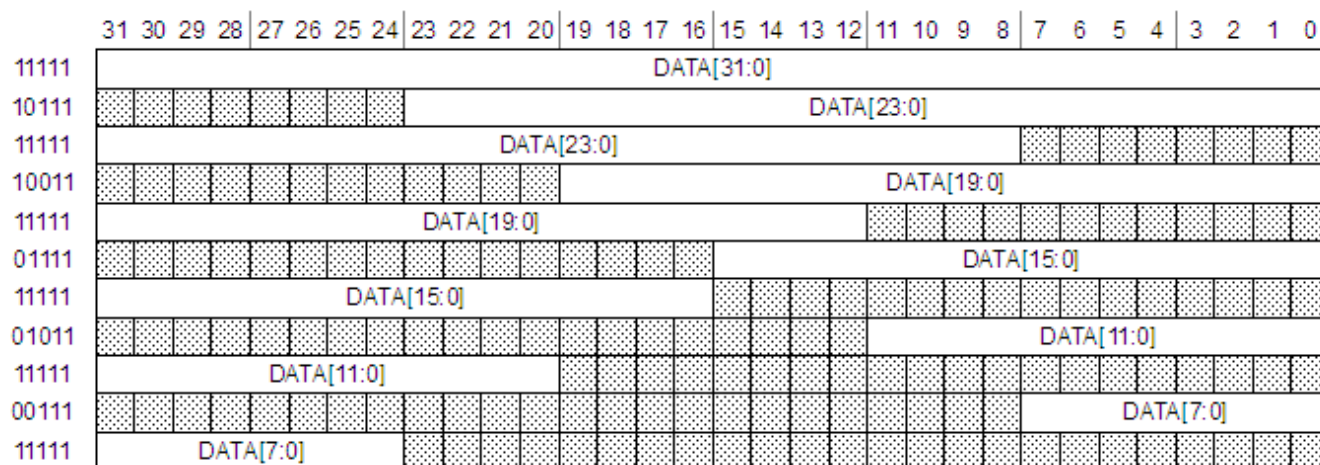 31 30 29 28 27 26 25 24 23 22 21 20 19 18 17 16 15 14 13 12 11 10 9 8 7 6 5 4 3 2 1 0
11111 DATA[31:0]
10111 DATA[23:0]
11111 DATA[23:0]
10011 DATA[19:0]
11111 DATA[19:0]
01111 DATA[15:0]
11111 DATA[15:0]
01011 DATA[11:0]
11111 DATA[11:0]
00111 DATA[7:0]
11111 DATA[7:0]